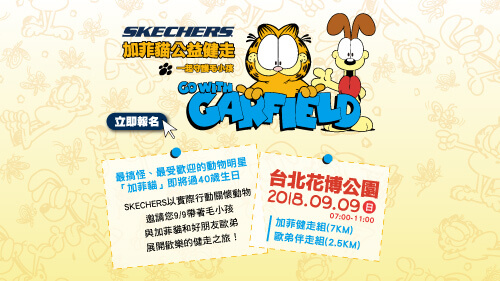 SKECHERS
加菲貓公益健走
一起守護毛小孩
GO WITH
GARFIELD
立即報名
最搞怪、最受歡迎的動物明星
「加菲貓」即將過40歲生日
SKECHERS以實際行動關懷動物
邀請您9/9帶著毛小孩
與加菲貓和好朋友歐弟
展開歡樂的健走之旅！
台北花博公園
2018.09.09 日
07:00-11:00
加菲健走組(7KM)
歐弟伴走組(2.5KM)